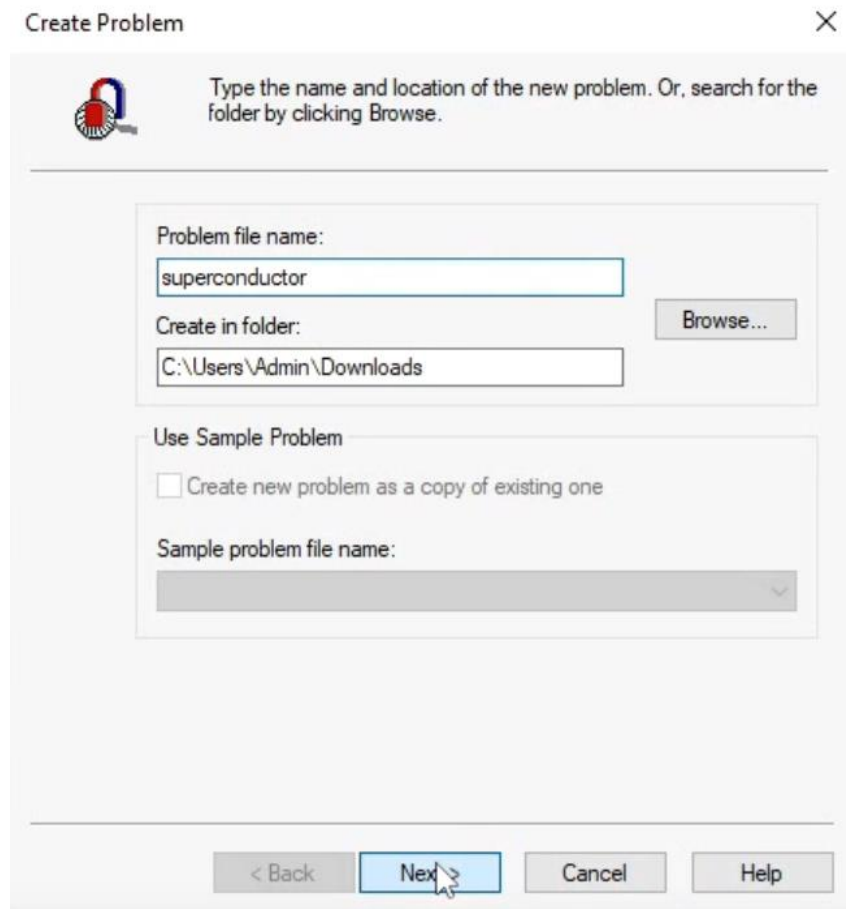 Create Problem
Type the name and location of the new problem. Or, search for the
folder by clicking Browse.
Problem file name:
superconductor
Browse...
Create in folder:
C:\Users\Admin\Downloads
Use Sample Problem
Create new problem as a copy of existing one
Sample problem file name:
< Back
Next >
Cancel
Help